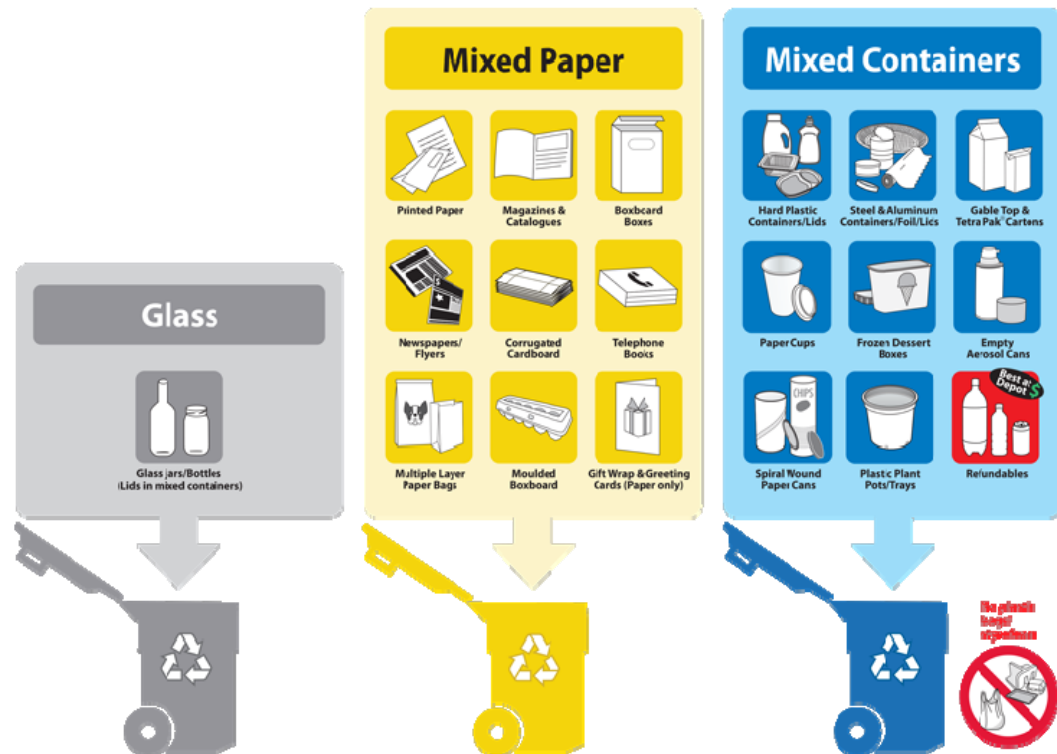 Glass
Glass Jars/Bottles
(Lids in mixed containers)
Mixed Paper
Printed Paper
Magazines &
Catalogues
Boxboard
Boxes
Newspapers/
Flyers
Corrugated
Cardboard
Telephone
Books
Multiple Layer
Paper Bags
Moulded
Boxboard
Gift Wrap & Greeting
Cards (Paper only)
Mixed Containers
Hard Plastic
Containers/Lids
Steel & Aluminum
Containers/Foil/Lids
Gable Top &
Tetra Pak® Cartons
Paper Cups
Frozen Dessert
Boxes
Empty
Aerosol Cans
CHIPS
Spiral Wound
Paper Cans
Plastic Plant
Pots/Trays
Best at
Depot $
Refundables
No plastic
bags/
styrofoam